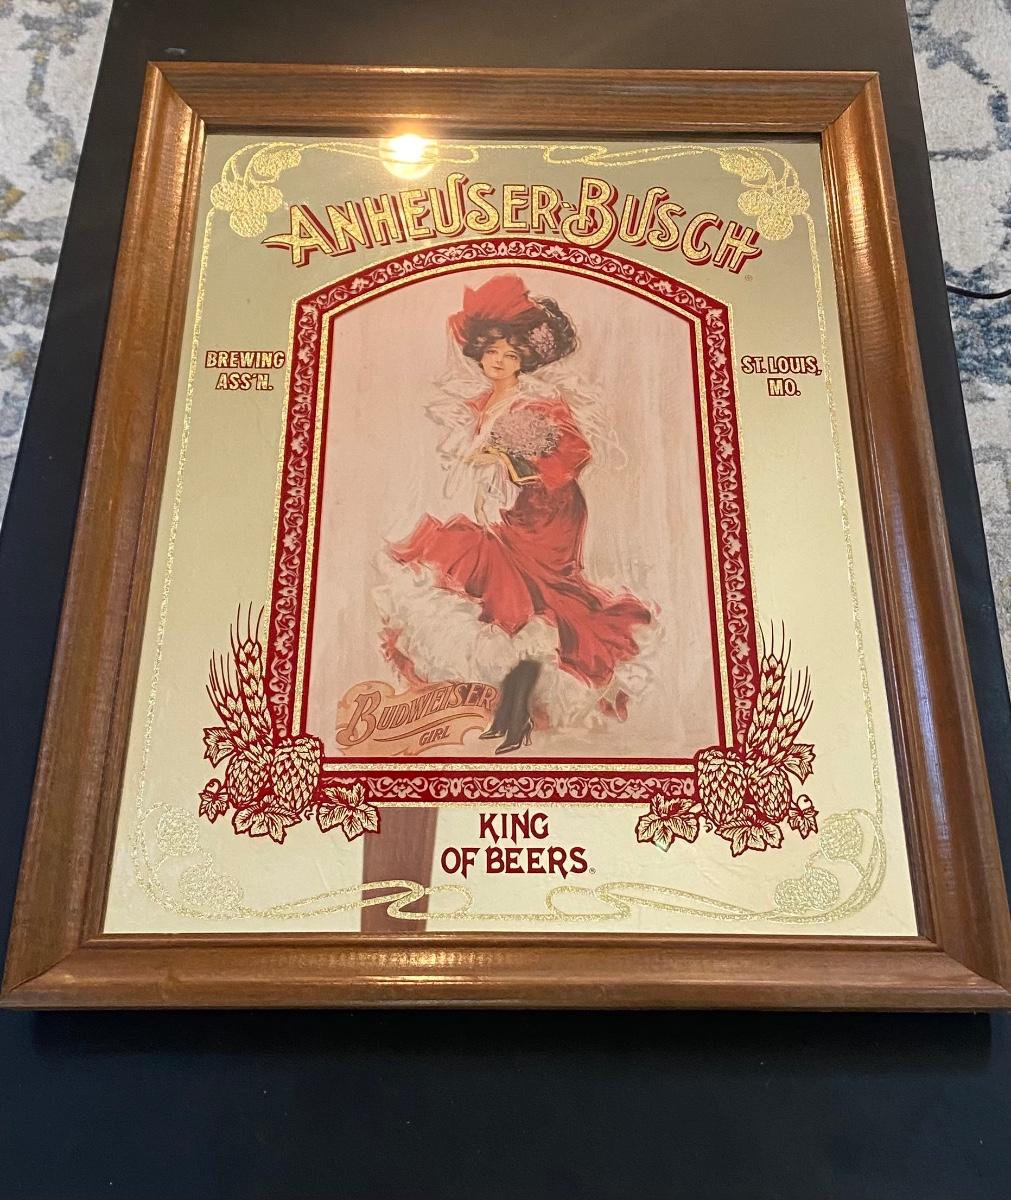 ANHEUSER-BUSCH®
BREWING
ASS'N.
ST. LOUIS,
MO.
BUDWEISER
GIRL
KING
OF BEERS®